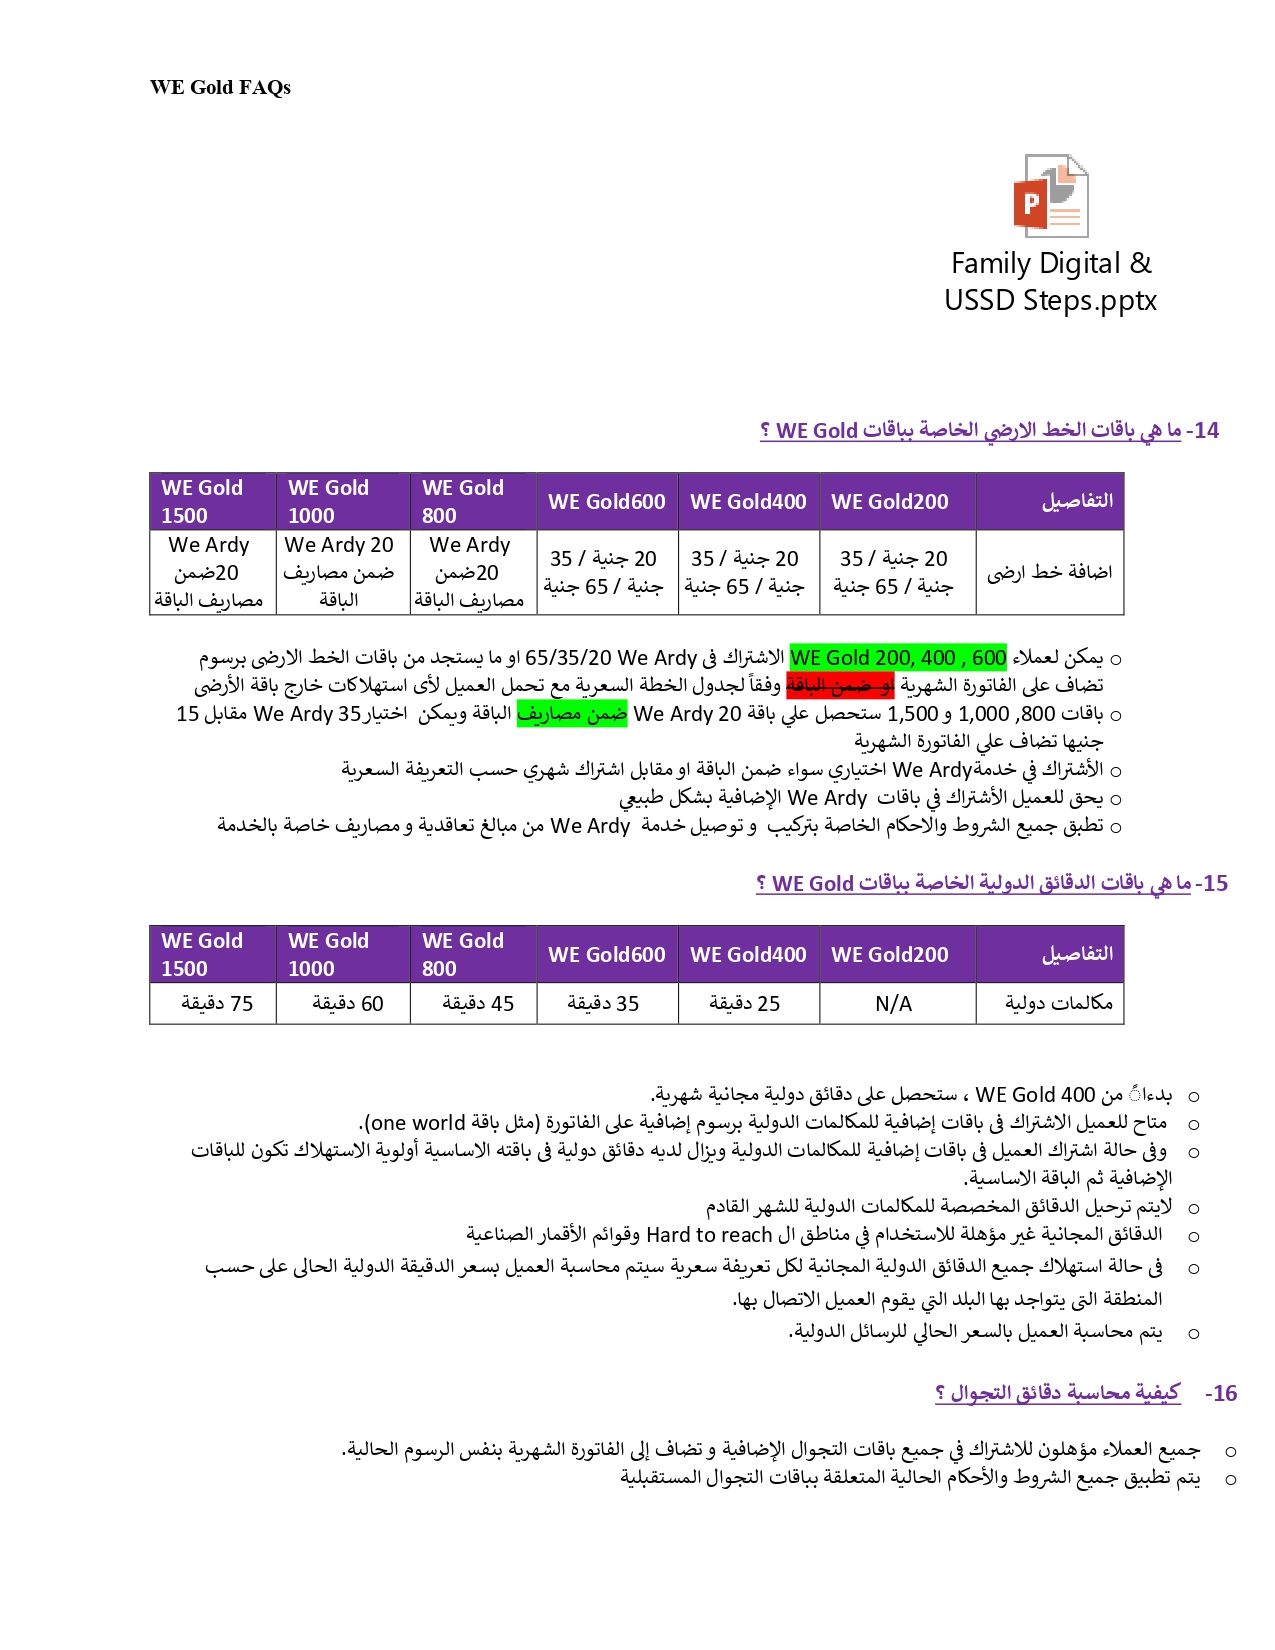 WE Gold FAQs
P
Family Digital &
USSD Steps.pptx
14- ما هي باقات الخط الارضي الخاصة بباقات WE Gold ؟
التفاصيل WE Gold200 WE Gold400 WE Gold600 WE Gold 800 WE Gold 1000 WE Gold 1500
اضافة خط ارضى 20 جنية / 35 جنية / 65 جنية 20 جنية / 35 جنية / 65 جنية 20 جنية / 35 جنية / 65 جنية We Ardy 20ضمن مصاريف الباقة We Ardy 20 ضمن مصاريف الباقة We Ardy 20ضمن مصاريف الباقة
o يمكن لعملاء WE Gold 200, 400 , 600 الاشتراك فى We Ardy 65/35/20 او ما يستجد من باقات الخط الارضى برسوم
تضاف على الفاتورة الشهرية او ضمن الباقة وفقاً لجدول الخطة السعرية مع تحمل العميل لأى استهلاكات خارج باقة الأرضى
o باقات 800, 1,000 و 1,500 ستحصل علي باقة We Ardy 20 ضمن مصاريف الباقة ويمكن اختيار We Ardy 35 مقابل 15
جنيها تضاف علي الفاتورة الشهرية
o الأشتراك في خدمة We Ardy اختياري سواء ضمن الباقة او مقابل اشتراك شهري حسب التعريفة السعرية
o يحق للعميل الأشتراك في باقات We Ardy الإضافية بشكل طبيعي
o تطبق جميع الشروط والاحكام الخاصة بتركيب و توصيل خدمة We Ardy من مبالغ تعاقدية و مصاريف خاصة بالخدمة
15- ما هي باقات الدقائق الدولية الخاصة بباقات WE Gold ؟
التفاصيل WE Gold200 WE Gold400 WE Gold600 WE Gold 800 WE Gold 1000 WE Gold 1500
مكالمات دولية N/A 25 دقيقة 35 دقيقة 45 دقيقة 60 دقيقة 75 دقيقة
o بدءاً من WE Gold 400 ، ستحصل على دقائق دولية مجانية شهرية.
o متاح للعميل الاشتراك فى باقات إضافية للمكالمات الدولية برسوم إضافية على الفاتورة (مثل باقة one world).
o وفى حالة اشتراك العميل فى باقات إضافية للمكالمات الدولية ويزال لديه دقائق دولية فى باقته الاساسية أولوية الاستهلاك تكون للباقات
الإضافية ثم الباقة الاساسية.
o لايتم ترحيل الدقائق المخصصة للمكالمات الدولية للشهر القادم
o الدقائق المجانية غير مؤهلة للاستخدام في مناطق ال Hard to reach وقوائم الأقمار الصناعية
o فى حالة استهلاك جميع الدقائق الدولية المجانية لكل تعريفة سعرية سيتم محاسبة العميل بسعر الدقيقة الدولية الحالى على حسب
المنطقة التى يتواجد بها البلد التي يقوم العميل الاتصال بها.
o يتم محاسبة العميل بالسعر الحالي للرسائل الدولية.
16- كيفية محاسبة دقائق التجوال ؟
o جميع العملاء مؤهلون للاشتراك في جميع باقات التجوال الإضافية و تضاف إلى الفاتورة الشهرية بنفس الرسوم الحالية.
o يتم تطبيق جميع الشروط والأحكام الحالية المتعلقة بباقات التجوال المستقبلية